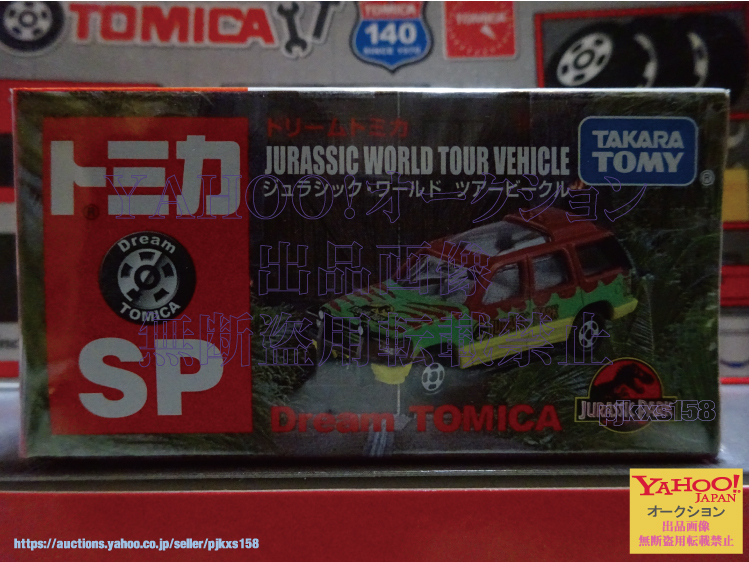 TOMICA
TOMICA
140
SINCE 1970
TOMICA
トミカ
®
Dream
TOMICA
SP
ドリームトミカ
JURASSIC WORLD TOUR VEHICLE
ジュラシック・ワールド ツアービークル
TAKARA
TOMY
®
YAHOO!オークション
出品画像
無断盗用転載禁止
Dream TOMICA
JURASSIC PARK
pjkxs158
YAHOO!
JAPAN
オークション
出品画像
無断盗用転載禁止
https://auctions.yahoo.co.jp/seller/pjkxs158